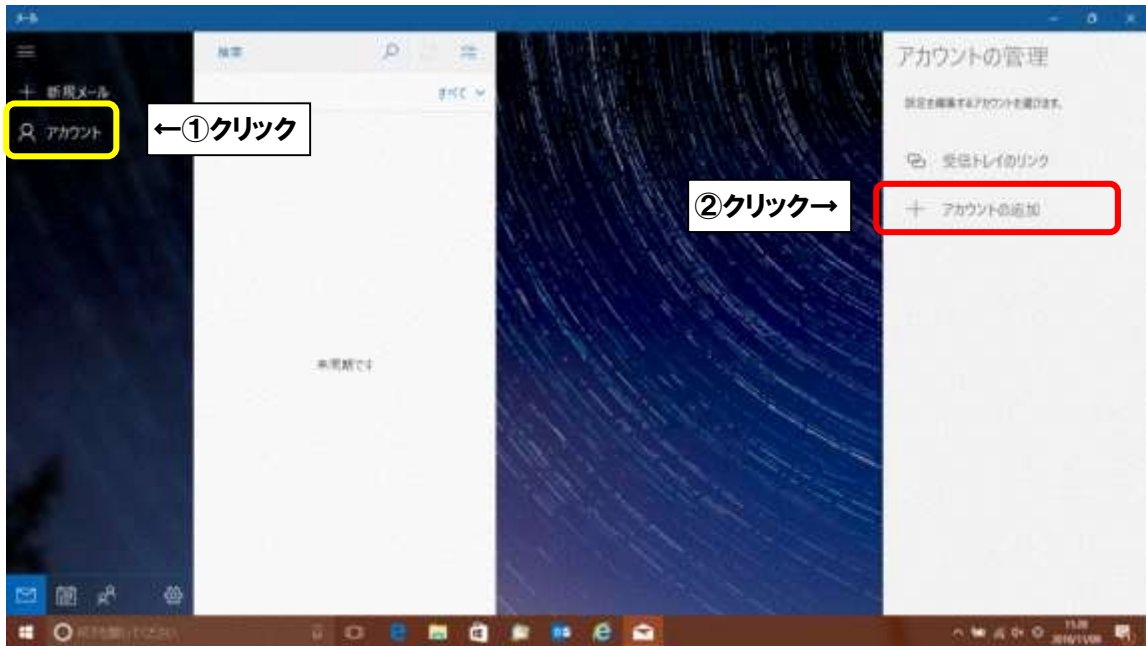 メール
検索
新規メール
すべて
アカウント
←①クリック
アカウントの管理
設定を編集するアカウントを選びます。
受信トレイのリンク
②クリック→
アカウントの追加
未同期です
11:28